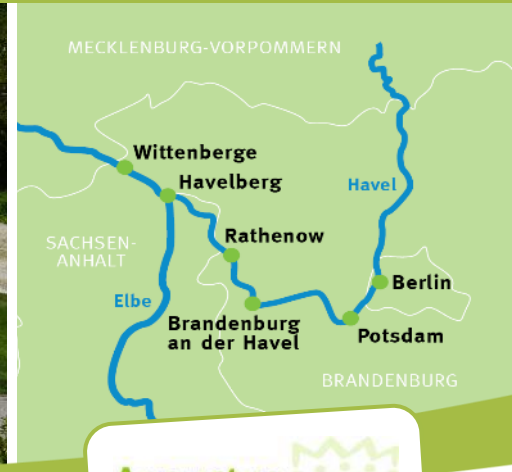 MECKLENBURG-VORPOMMERN
Wittenberge
Havelberg
Havel
Rathenow
SACHSEN-
ANHALT
Berlin
Elbe
Brandenburg
an der Havel
Potsdam
BRANDENBURG